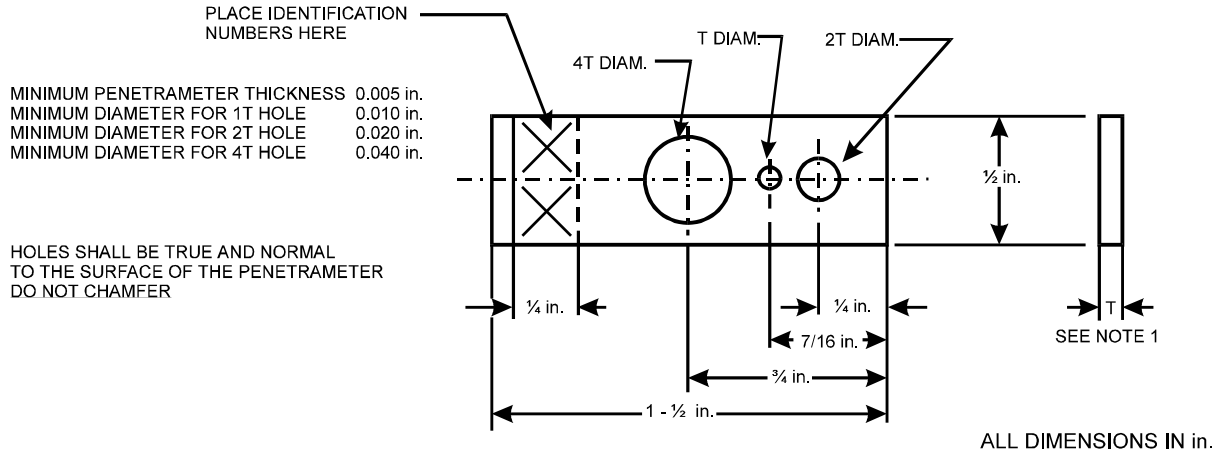 PLACE IDENTIFICATION
NUMBERS HERE
T DIAM.
2T DIAM.
4T DIAM.
MINIMUM PENETRAMETER THICKNESS 0.005 in.
MINIMUM DIAMETER FOR 1T HOLE 0.010 in.
MINIMUM DIAMETER FOR 2T HOLE 0.020 in.
MINIMUM DIAMETER FOR 4T HOLE 0.040 in.
½ in.
HOLES SHALL BE TRUE AND NORMAL
TO THE SURFACE OF THE PENETRAMETER
DO NOT CHAMFER
¼ in.
¼ in.
T
7/16 in.
SEE NOTE 1
¾ in.
1 - ½ in.
ALL DIMENSIONS IN in.